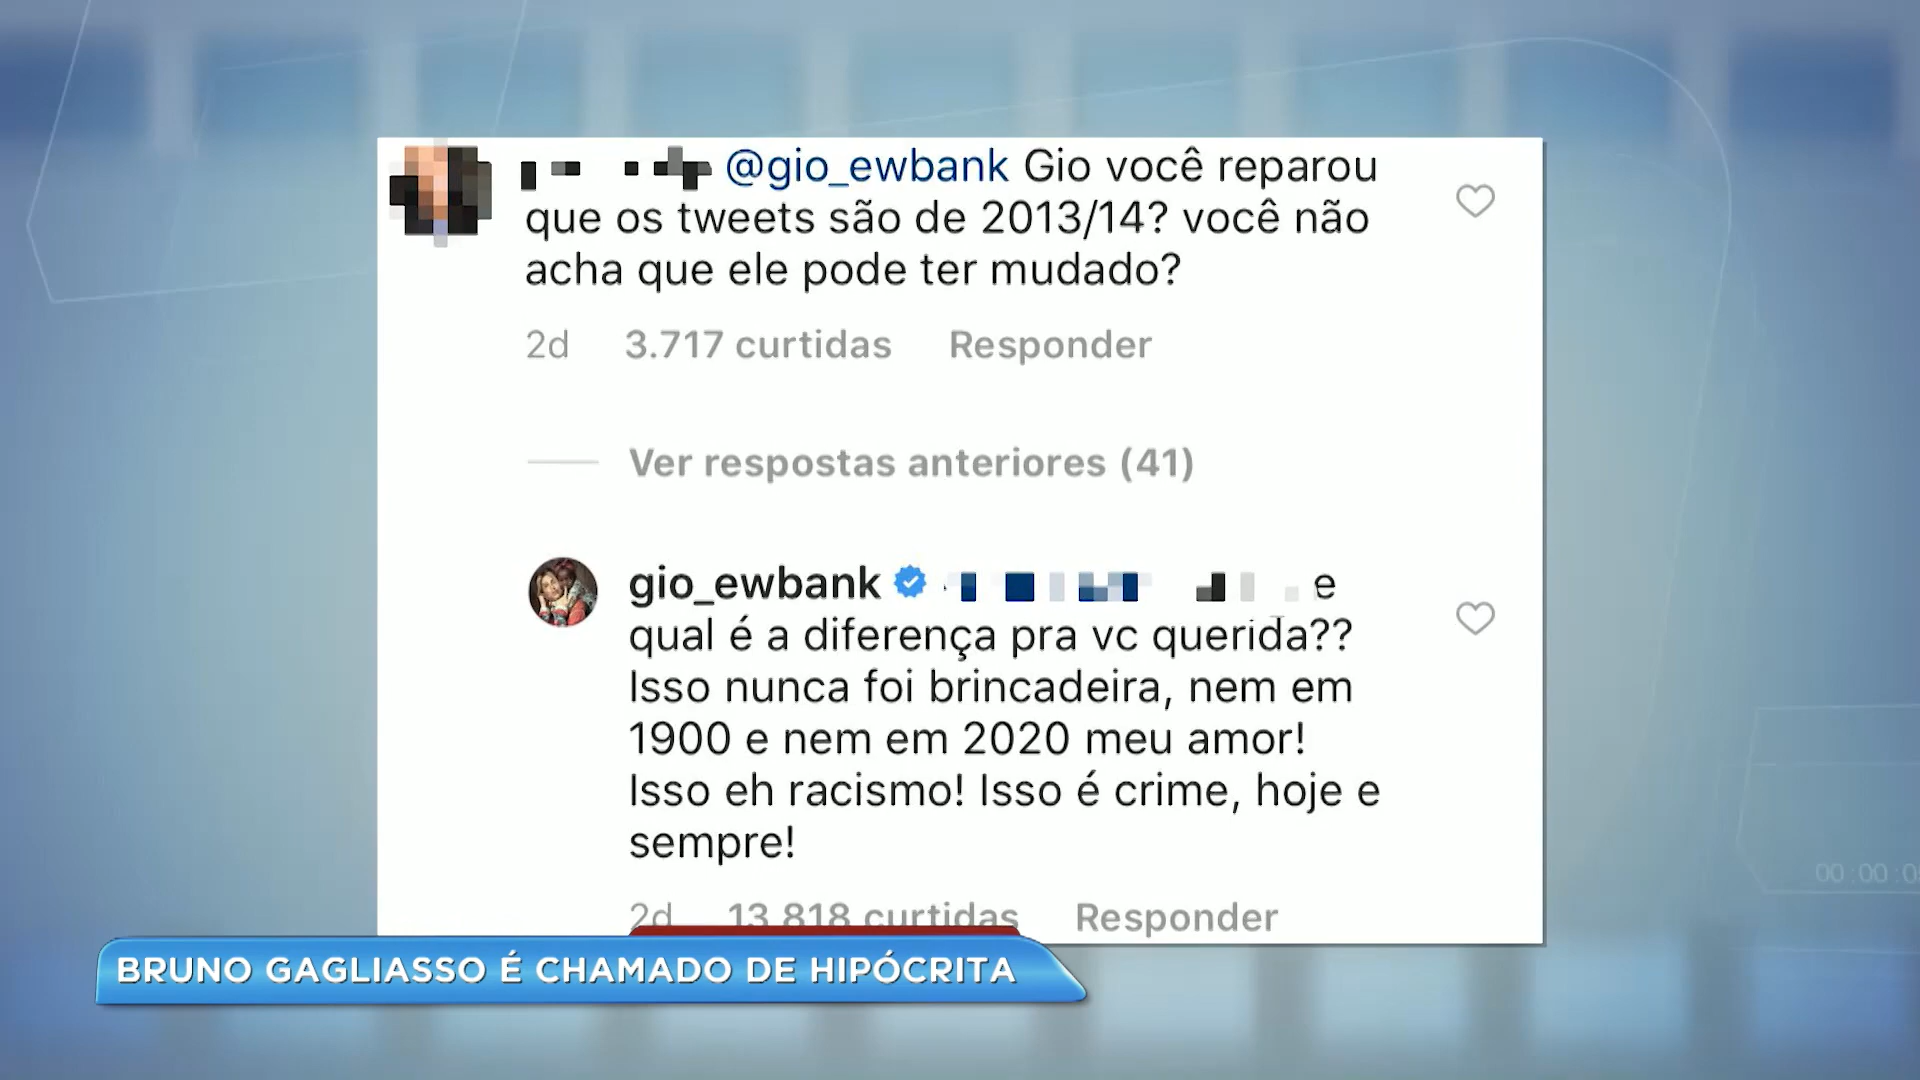 @gio_ewbank Gio você reparou
que os tweets são de 2013/14? você não
acha que ele pode ter mudado?
2d 3.717 curtidas Responder
Ver respostas anteriores (41)
gio_ewbank e
qual é a diferença pra vc querida??
Isso nunca foi brincadeira, nem em
1900 e nem em 2020 meu amor!
Isso eh racismo! Isso é crime, hoje e
sempre!
2d 13.818 curtidas Responder
00:00:0
BRUNO GAGLIASSO É CHAMADO DE HIPÓCRITA